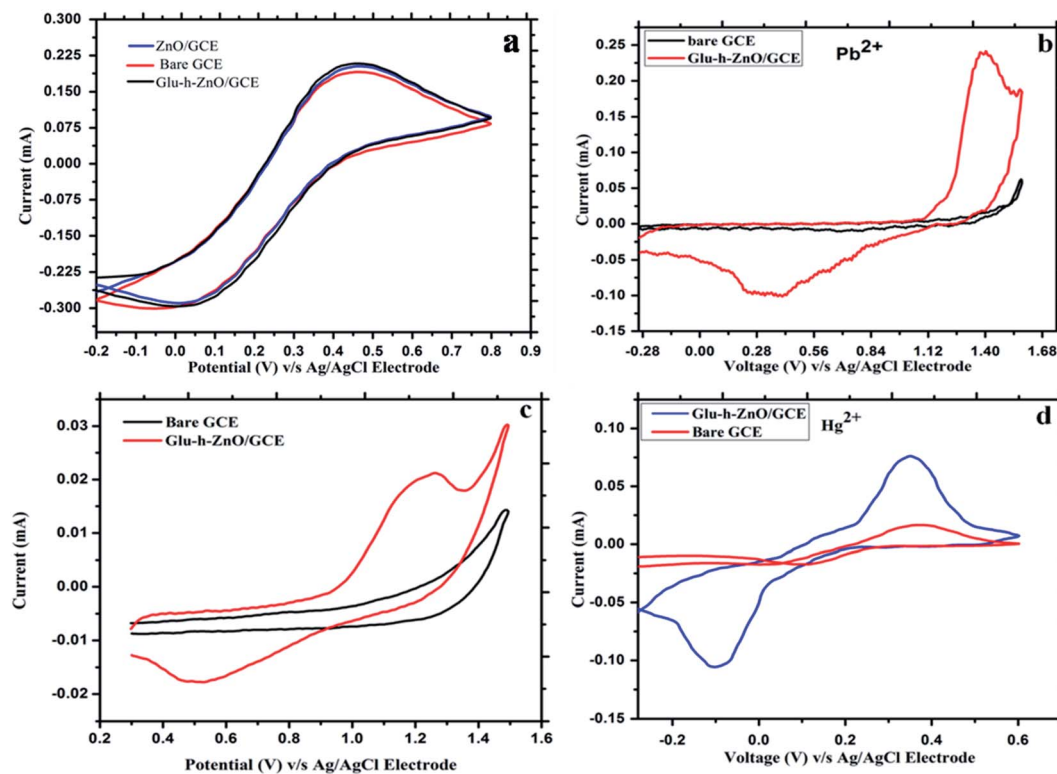 a
ZnO/GCE
Bare GCE
Glu-h-ZnO/GCE
0.300
0.225
0.150
0.075
0.000
-0.075
-0.150
-0.225
-0.300
Current (mA)
-0.2 -0.1 0.0 0.1 0.2 0.3 0.4 0.5 0.6 0.7 0.8 0.9
Potential (V) v/s Ag/AgCl Electrode
b
bare GCE
Glu-h-ZnO/GCE
Pb2+
0.25
0.20
0.15
0.10
0.05
0.00
-0.05
-0.10
-0.15
Current (mA)
-0.28 0.00 0.28 0.56 0.84 1.12 1.40 1.68
Voltage (V) v/s Ag/AgCl Electrode
c
Bare GCE
Glu-h-ZnO/GCE
0.03
0.02
0.01
0.00
-0.01
-0.02
Current (mA)
0.2 0.4 0.6 0.8 1.0 1.2 1.4 1.6
Potential (V) v/s Ag/AgCl Electrode
d
Glu-h-ZnO/GCE
Bare GCE
Hg2+
0.10
0.05
0.00
-0.05
-0.10
-0.15
Current (mA)
-0.2 0.0 0.2 0.4 0.6
Voltage (V) v/s Ag/AgCl Electrode